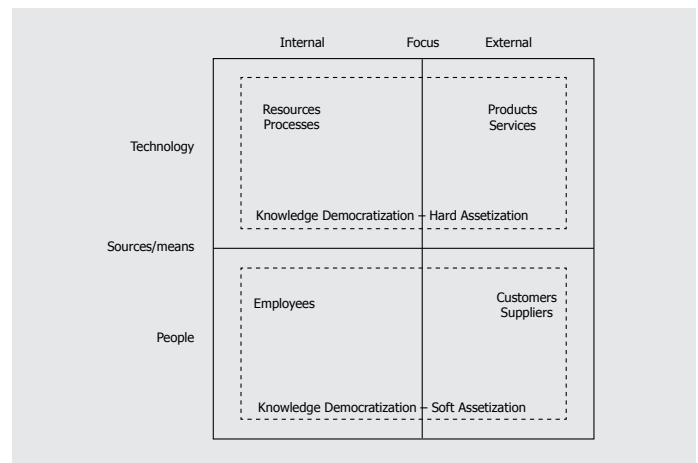 Internal Focus External
Technology
Resources
Processes
Products
Services
Knowledge Democratization – Hard Assetization
Sources/means
People
Employees
Customers
Suppliers
Knowledge Democratization – Soft Assetization